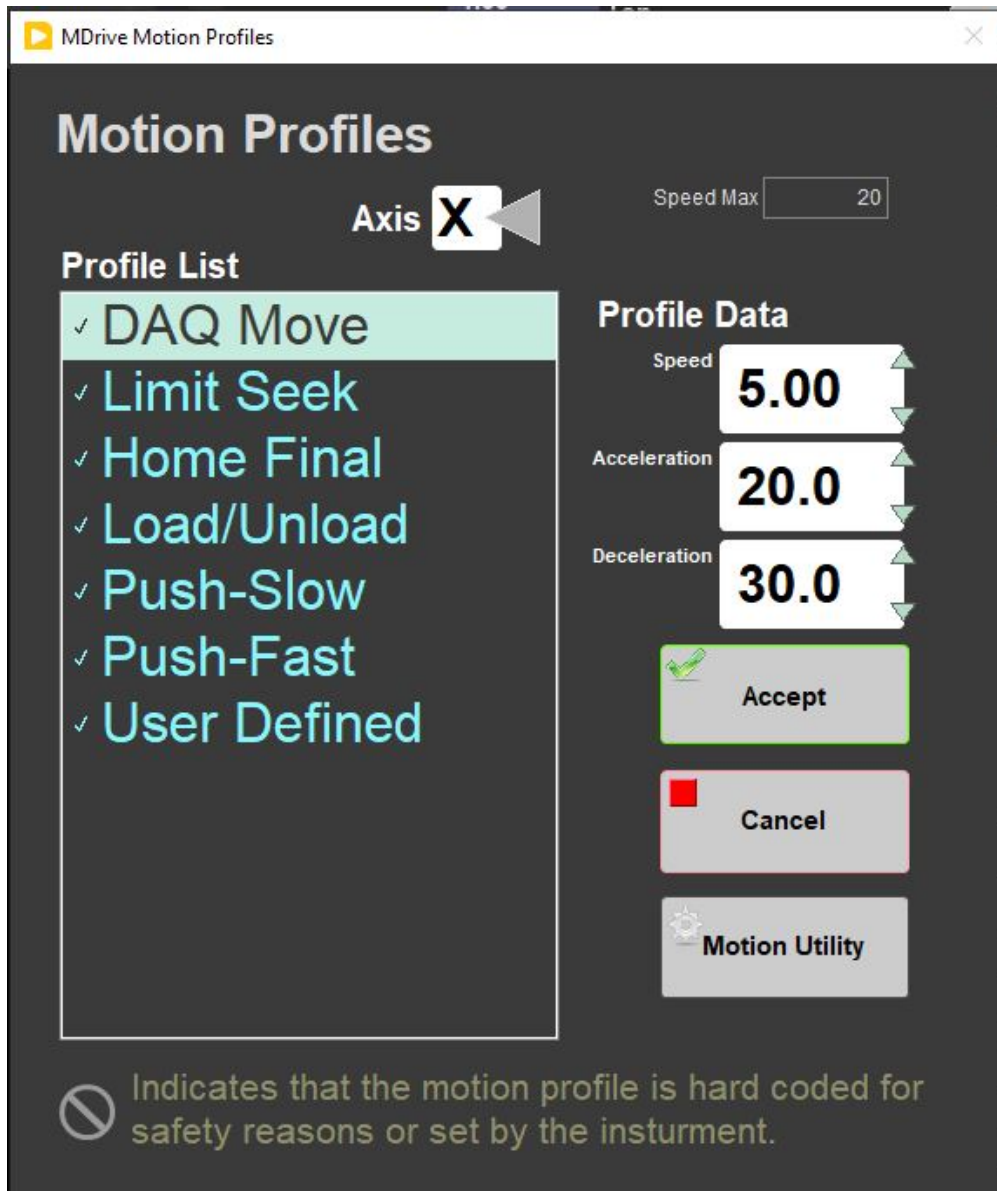 MDrive Motion Profiles
Motion Profiles
Axis X
Speed Max 20
Profile List
DAQ Move
Limit Seek
Home Final
Load/Unload
Push-Slow
Push-Fast
User Defined
Profile Data
Speed 5.00
Acceleration 20.0
Deceleration 30.0
Accept
Cancel
Motion Utility
Indicates that the motion profile is hard coded for
safety reasons or set by the insturment.